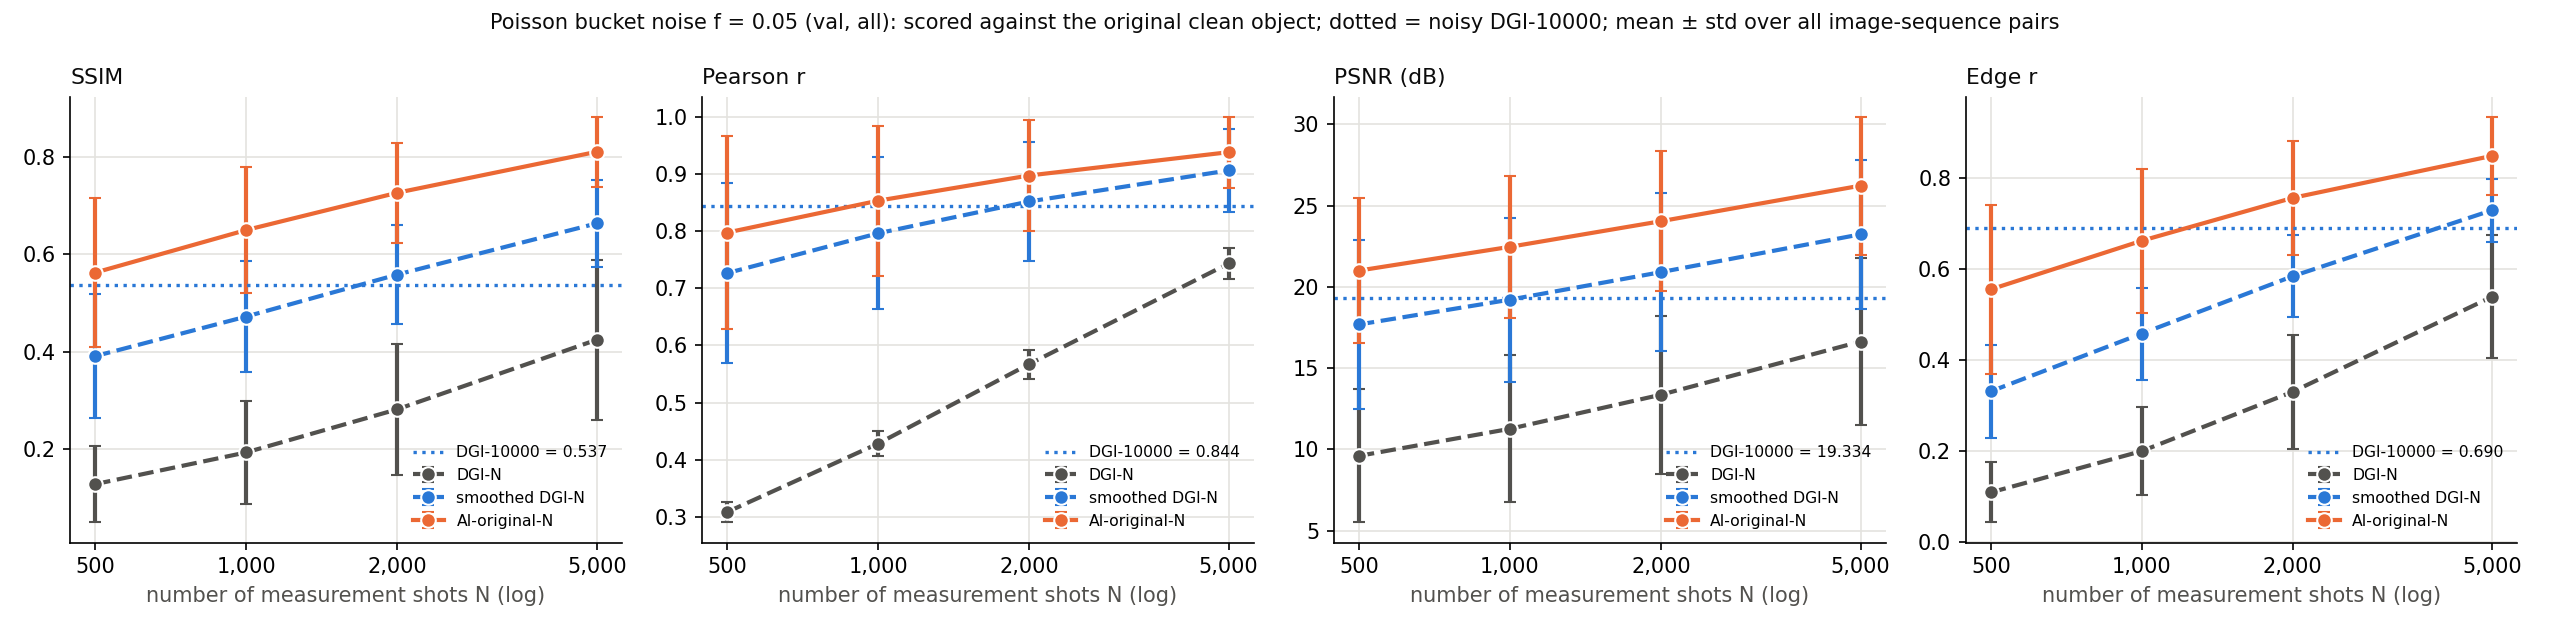 Poisson bucket noise f = 0.05 (val, all): scored against the original clean object; dotted = noisy DGI-10000; mean ± std over all image-sequence pairs
SSIM
0.8
0.6
0.4
0.2
500
1,000
2,000
5,000
number of measurement shots N (log)
DGI-10000 = 0.537
DGI-N
smoothed DGI-N
AI-original-N
Pearson r
1.0
0.9
0.8
0.7
0.6
0.5
0.4
0.3
500
1,000
2,000
5,000
number of measurement shots N (log)
DGI-10000 = 0.844
DGI-N
smoothed DGI-N
AI-original-N
PSNR (dB)
30
25
20
15
10
5
500
1,000
2,000
5,000
number of measurement shots N (log)
DGI-10000 = 19.334
DGI-N
smoothed DGI-N
AI-original-N
Edge r
0.8
0.6
0.4
0.2
0.0
500
1,000
2,000
5,000
number of measurement shots N (log)
DGI-10000 = 0.690
DGI-N
smoothed DGI-N
AI-original-N